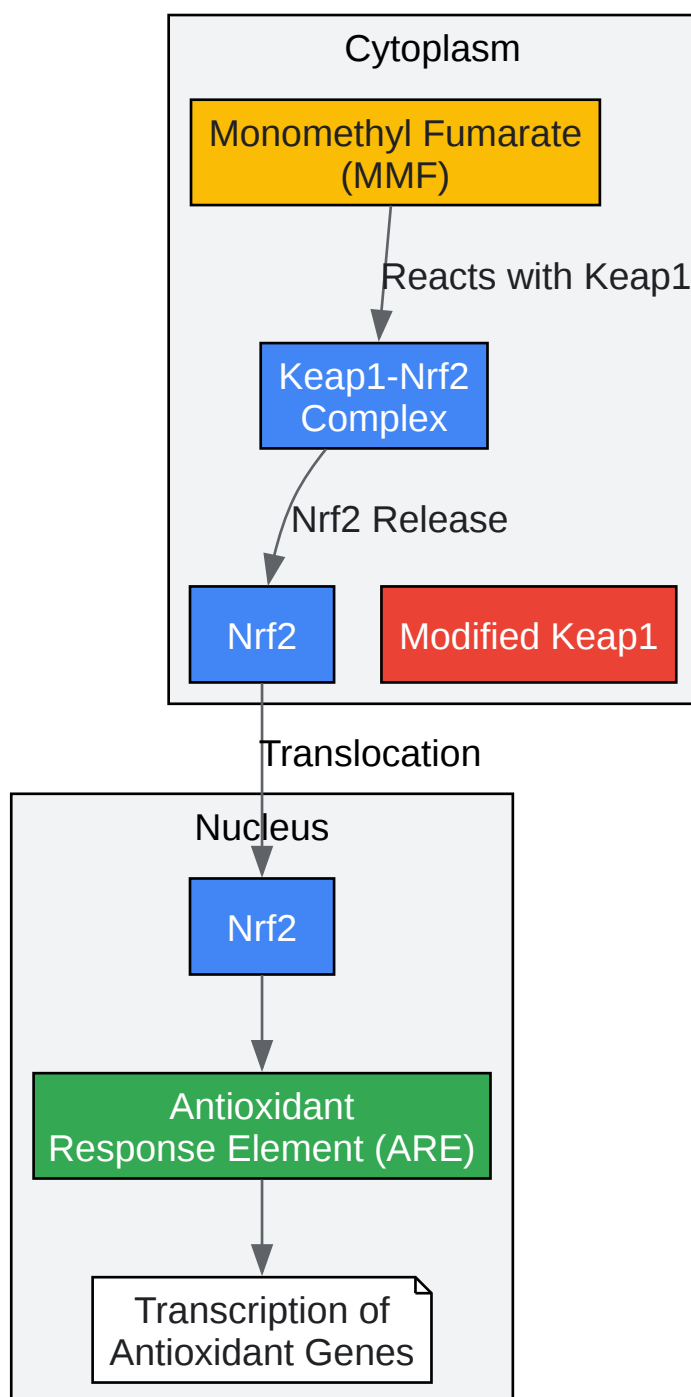 Cytoplasm
Monomethyl Fumarate
(MMF)
Reacts with Keap1
Keap1-Nrf2
Complex
Nrf2 Release
Nrf2
Modified Keap1
Translocation
Nucleus
Nrf2
Antioxidant
Response Element (ARE)
Transcription of
Antioxidant Genes